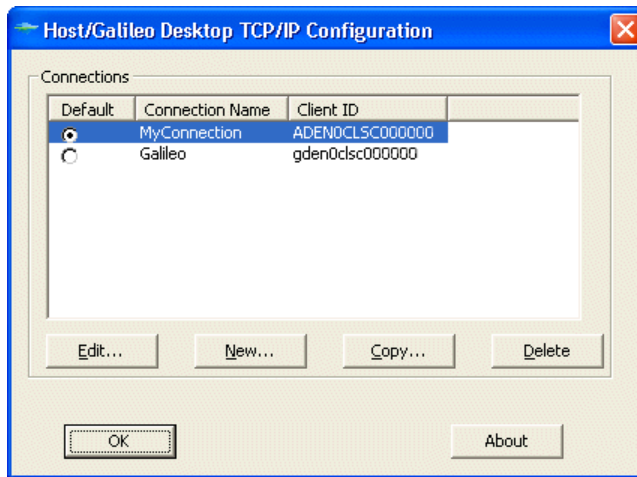 Host/Galileo Desktop TCP/IP Configuration
Connections
Default Connection Name Client ID
MyConnection ADEN0CLSC000000
Galileo gden0clsc000000
Edit... New... Copy... Delete
OK About